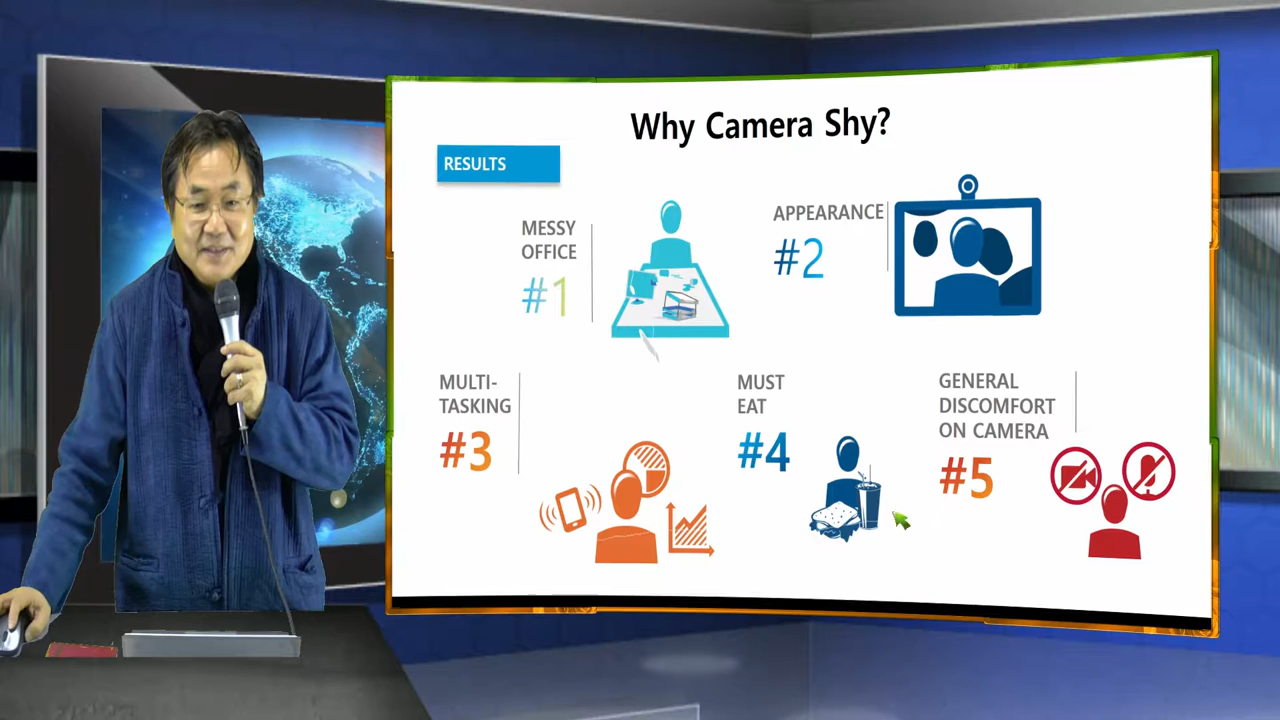 Why Camera Shy?
RESULTS
MESSY
OFFICE
#1
APPEARANCE
#2
MULTI-
TASKING
#3
MUST
EAT
#4
GENERAL
DISCOMFORT
ON CAMERA
#5